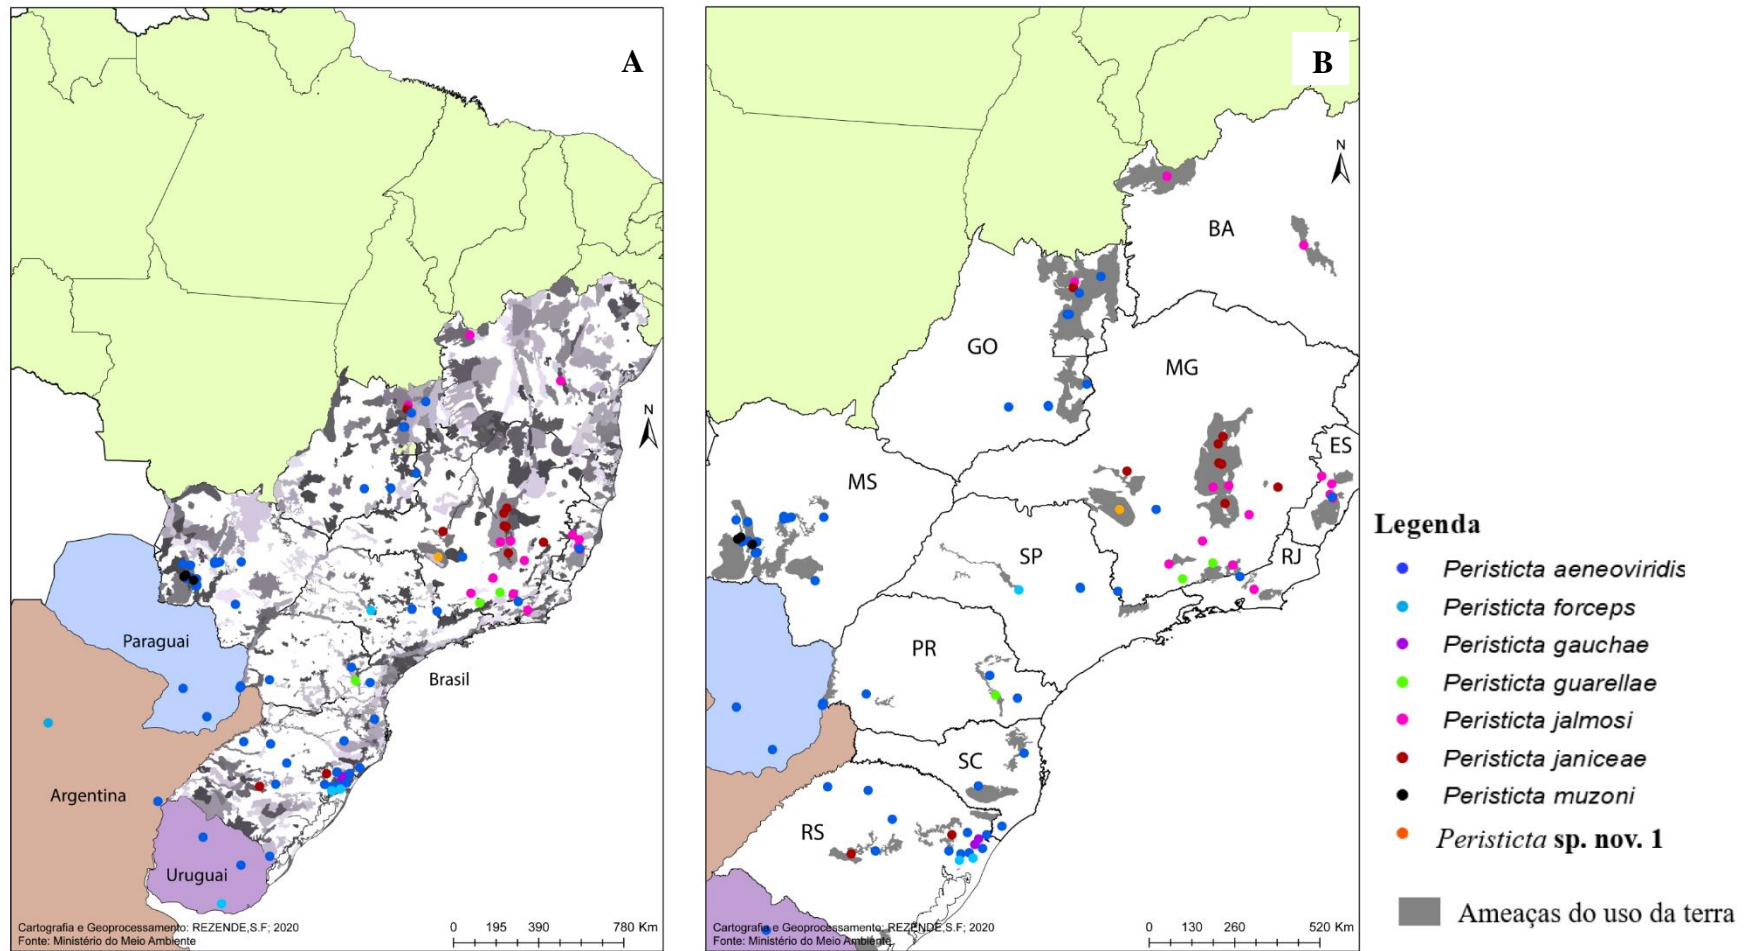 A
N
Paraguai
Brasil
Argentina
Uruguai
Cartografia e Geoprocessamento: REZENDE,S.F; 2020
Fonte: Ministério do Meio Ambiente
0 195 390 780 Km
B
N
BA
GO
MG
ES
MS
SP
RJ
PR
SC
RS
Cartografia e Geoprocessamento: REZENDE,S.F; 2020
Fonte: Ministério do Meio Ambiente
0 130 260 520 Km
Legenda
Peristicta aeneoviridis
Peristicta forceps
Peristicta gauchae
Peristicta guarellae
Peristicta jalmosi
Peristicta janiceae
Peristicta muzoni
Peristicta sp. nov. 1
Ameaças do uso da terra